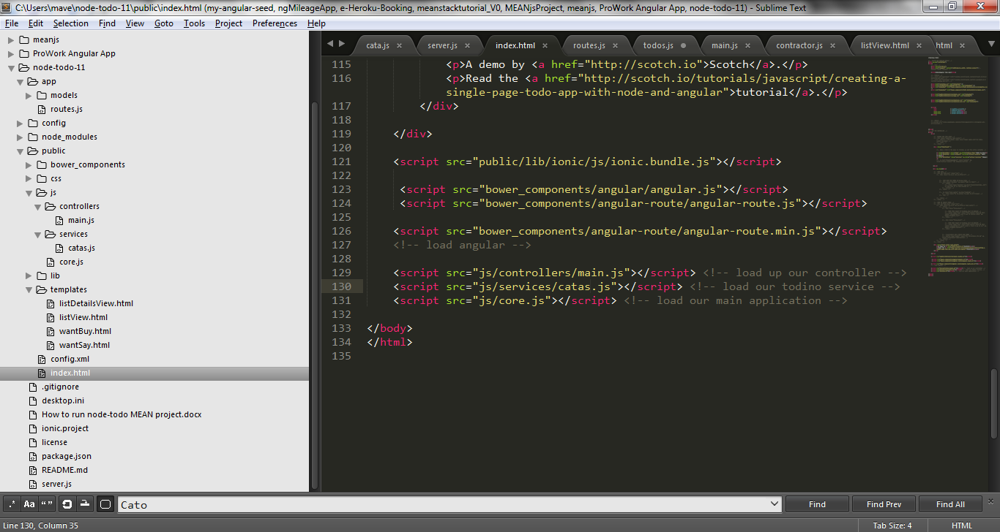 C:\Users\mave\node-todo-11\public\index.html (my-angular-seed, ngMileageApp, e-Heroku-Booking, meanstacktutorial_V0, MEANjsProject, meanjs, ProWork Angular App, node-todo-11) - Sublime Text
File Edit Selection Find View Goto Tools Project Preferences Help
meanjs
ProWork Angular App
node-todo-11
app
models
routes.js
config
node_modules
public
bower_components
css
js
controllers
main.js
services
catas.js
core.js
lib
templates
listDetailsView.html
listView.html
wantBuy.html
wantSay.html
config.xml
index.html
.gitignore
desktop.ini
How to run node-todo MEAN project.docx
ionic.project
license
package.json
README.md
server.js
cata.js server.js index.html routes.js todos.js main.js contractor.js listView.html html
115 <p>A demo by <a href="http://scotch.io">Scotch</a>.</p>
116 <p>Read the <a href="http://scotch.io/tutorials/javascript/creating-a-
single-page-todo-app-with-node-and-angular">tutorial</a>.</p>
117 </div>
118
119 </div>
120
121 <script src="public/lib/ionic/js/ionic.bundle.js"></script>
122
123 <script src="bower_components/angular/angular.js"></script>
124 <script src="bower_components/angular-route/angular-route.js"></script>
125
126 <script src="bower_components/angular-route/angular-route.min.js"></script>
127 <!-- load angular -->
128
129 <script src="js/controllers/main.js"></script> <!-- load up our controller -->
130 <script src="js/services/catas.js"></script> <!-- load our todino service -->
131 <script src="js/core.js"></script> <!-- load our main application -->
132
133 </body>
134 </html>
135
.* Aa “ ” Cato Find Find Prev Find All
Line 130, Column 35 Tab Size: 4 HTML